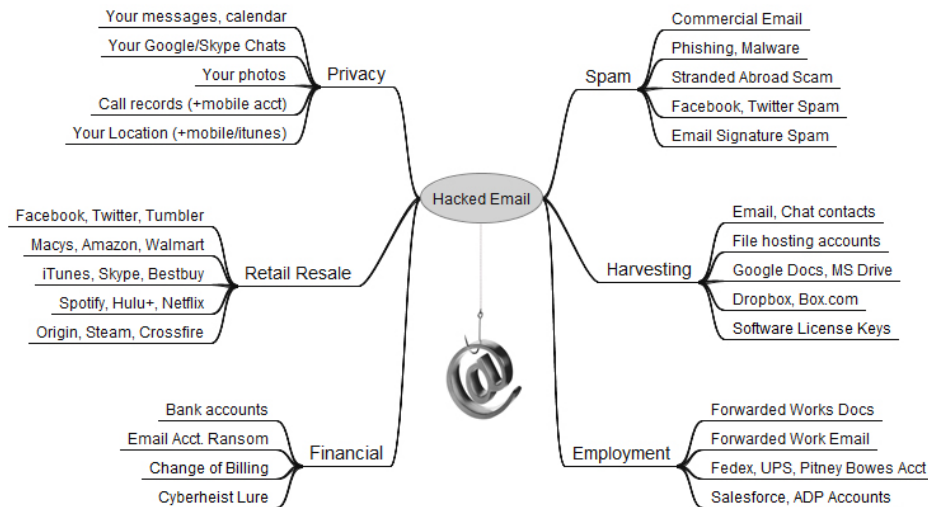 Your messages, calendar
Your Google/Skype Chats
Your photos
Call records (+mobile acct)
Your Location (+mobile/itunes)
Privacy
Facebook, Twitter, Tumbler
Macys, Amazon, Walmart
iTunes, Skype, Bestbuy
Spotify, Hulu+, Netflix
Origin, Steam, Crossfire
Retail Resale
Bank accounts
Email Acct. Ransom
Change of Billing
Cyberheist Lure
Financial
Hacked Email
@
Spam
Commercial Email
Phishing, Malware
Stranded Abroad Scam
Facebook, Twitter Spam
Email Signature Spam
Harvesting
Email, Chat contacts
File hosting accounts
Google Docs, MS Drive
Dropbox, Box.com
Software License Keys
Employment
Forwarded Works Docs
Forwarded Work Email
Fedex, UPS, Pitney Bowes Acct
Salesforce, ADP Accounts